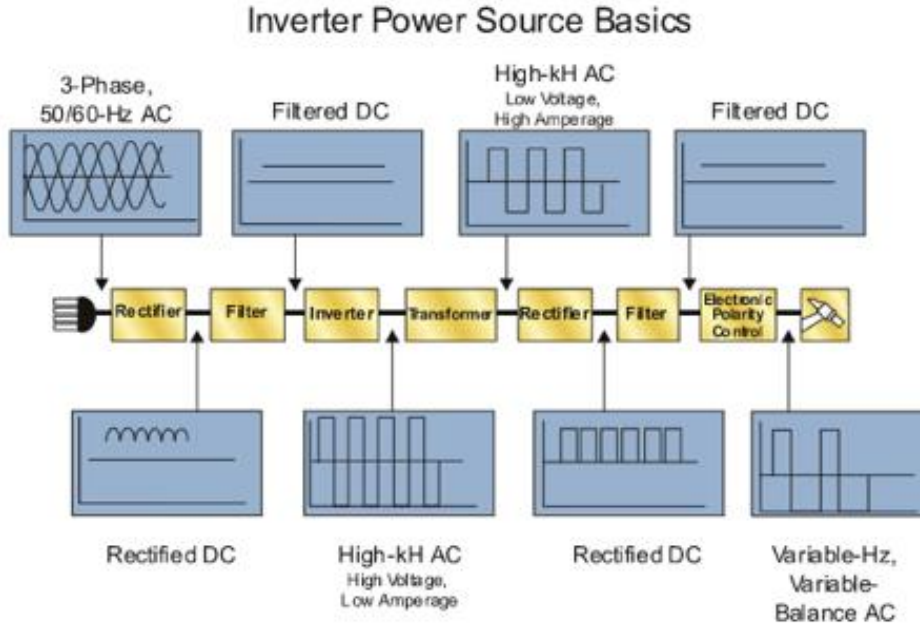 Inverter Power Source Basics
3-Phase,
50/60-Hz AC
Filtered DC
High-kH AC
Low Voltage,
High Amperage
Filtered DC
Rectifier
Filter
Inverter
Transformer
Rectifier
Filter
Electronic
Polarity
Control
Rectified DC
High-kH AC
High Voltage,
Low Amperage
Rectified DC
Variable-Hz,
Variable-
Balance AC